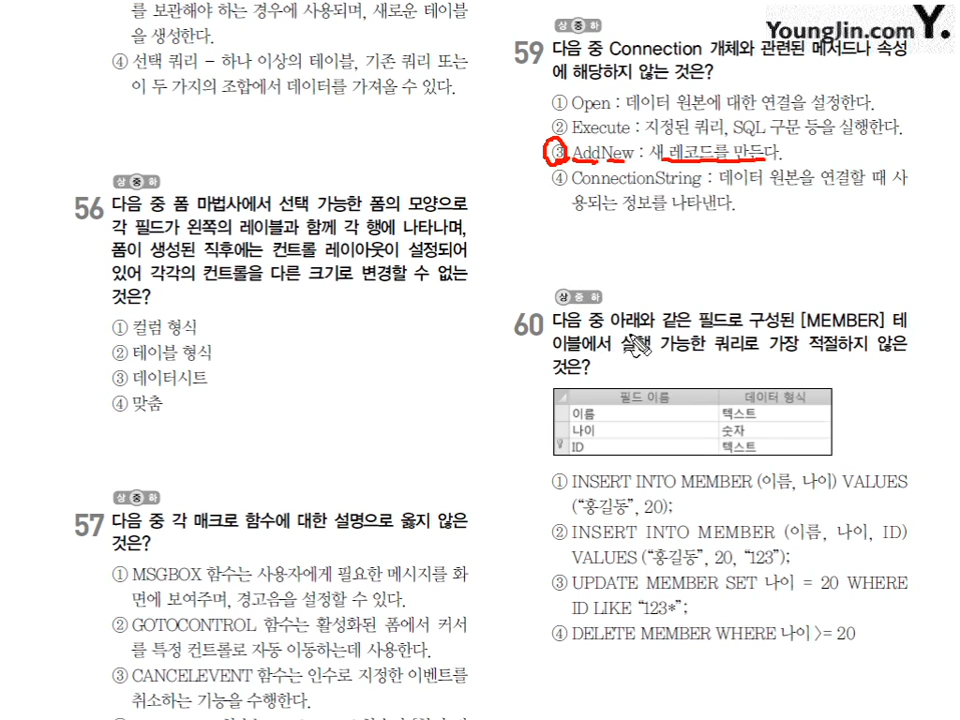 를 보관해야 하는 경우에 사용되며, 새로운 테이블
을 생성한다.
④ 선택 쿼리 – 하나 이상의 테이블, 기존 쿼리 또는
이 두 가지의 조합에서 데이터를 가져올 수 있다.
상 중 하
56 다음 중 폼 마법사에서 선택 가능한 폼의 모양으로
각 필드가 왼쪽의 레이블과 함께 각 행에 나타나며,
폼이 생성된 직후에는 컨트롤 레이아웃이 설정되어
있어 각각의 컨트롤을 다른 크기로 변경할 수 없는
것은?
① 컬럼 형식
② 테이블 형식
③ 데이터시트
④ 맞춤
상 중 하
57 다음 중 각 매크로 함수에 대한 설명으로 옳지 않은
것은?
① MSGBOX 함수는 사용자에게 필요한 메시지를 화
면에 보여주며, 경고음을 설정할 수 있다.
② GOTOCONTROL 함수는 활성화된 폼에서 커서
를 특정 컨트롤로 자동 이동하는데 사용한다.
③ CANCELEVENT 함수는 인수로 지정한 이벤트를
취소하는 기능을 수행한다.
YoungJin.com Y.
상 중 하
59 다음 중 Connection 개체와 관련된 메서드나 속성
에 해당하지 않는 것은?
① Open : 데이터 원본에 대한 연결을 설정한다.
② Execute : 지정된 쿼리, SQL 구문 등을 실행한다.
③ AddNew : 새 레코드를 만든다.
④ ConnectionString : 데이터 원본을 연결할 때 사
용되는 정보를 나타낸다.
상 중 하
60 다음 중 아래와 같은 필드로 구성된 [MEMBER] 테
이블에서 실행 가능한 쿼리로 가장 적절하지 않은
것은?
필드 이름 데이터 형식
이름 텍스트
나이 숫자
ID 텍스트
① INSERT INTO MEMBER (이름, 나이) VALUES
(“홍길동”, 20);
② INSERT INTO MEMBER (이름, 나이, ID)
VALUES (“홍길동”, 20, “123”);
③ UPDATE MEMBER SET 나이 = 20 WHERE
ID LIKE “123*”;
④ DELETE MEMBER WHERE 나이 >= 20